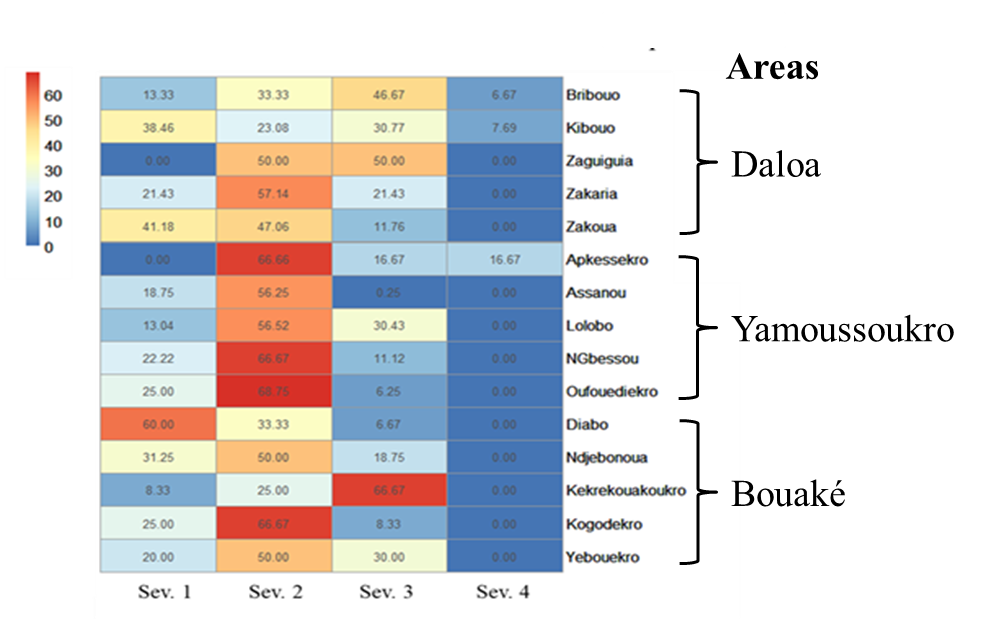 Areas
60
50
40
30
20
10
0
13.33 33.33 46.67 6.67 Bribouo
38.46 23.08 30.77 7.69 Kibouo
0.00 50.00 50.00 0.00 Zaguiguia
21.43 57.14 21.43 0.00 Zakaria
41.18 47.06 11.76 0.00 Zakoua
Daloa
0.00 66.66 16.67 16.67 Apkessekro
18.75 56.25 0.25 0.00 Assanou
13.04 56.52 30.43 0.00 Lolobo
22.22 66.67 11.12 0.00 NGbessou
25.00 68.75 6.25 0.00 Oufouediekro
Yamoussoukro
60.00 33.33 6.67 0.00 Diabo
31.25 50.00 18.75 0.00 Ndjebonoua
8.33 25.00 66.67 0.00 Kekrekouakoukro
25.00 66.67 8.33 0.00 Kogodekro
20.00 50.00 30.00 0.00 Yebouekro
Bouaké
Sev. 1 Sev. 2 Sev. 3 Sev. 4